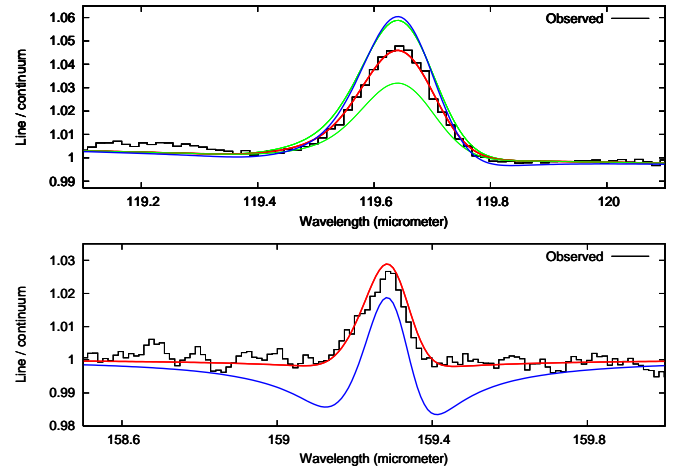 1.06
1.05
1.04
1.03
1.02
1.01
1
0.99
Line / continuum
Observed
119.2 119.4 119.6 119.8 120
Wavelength (micrometer)
1.03
1.02
1.01
1
0.99
0.98
Line / continuum
Observed
158.6 159 159.4 159.8
Wavelength (micrometer)